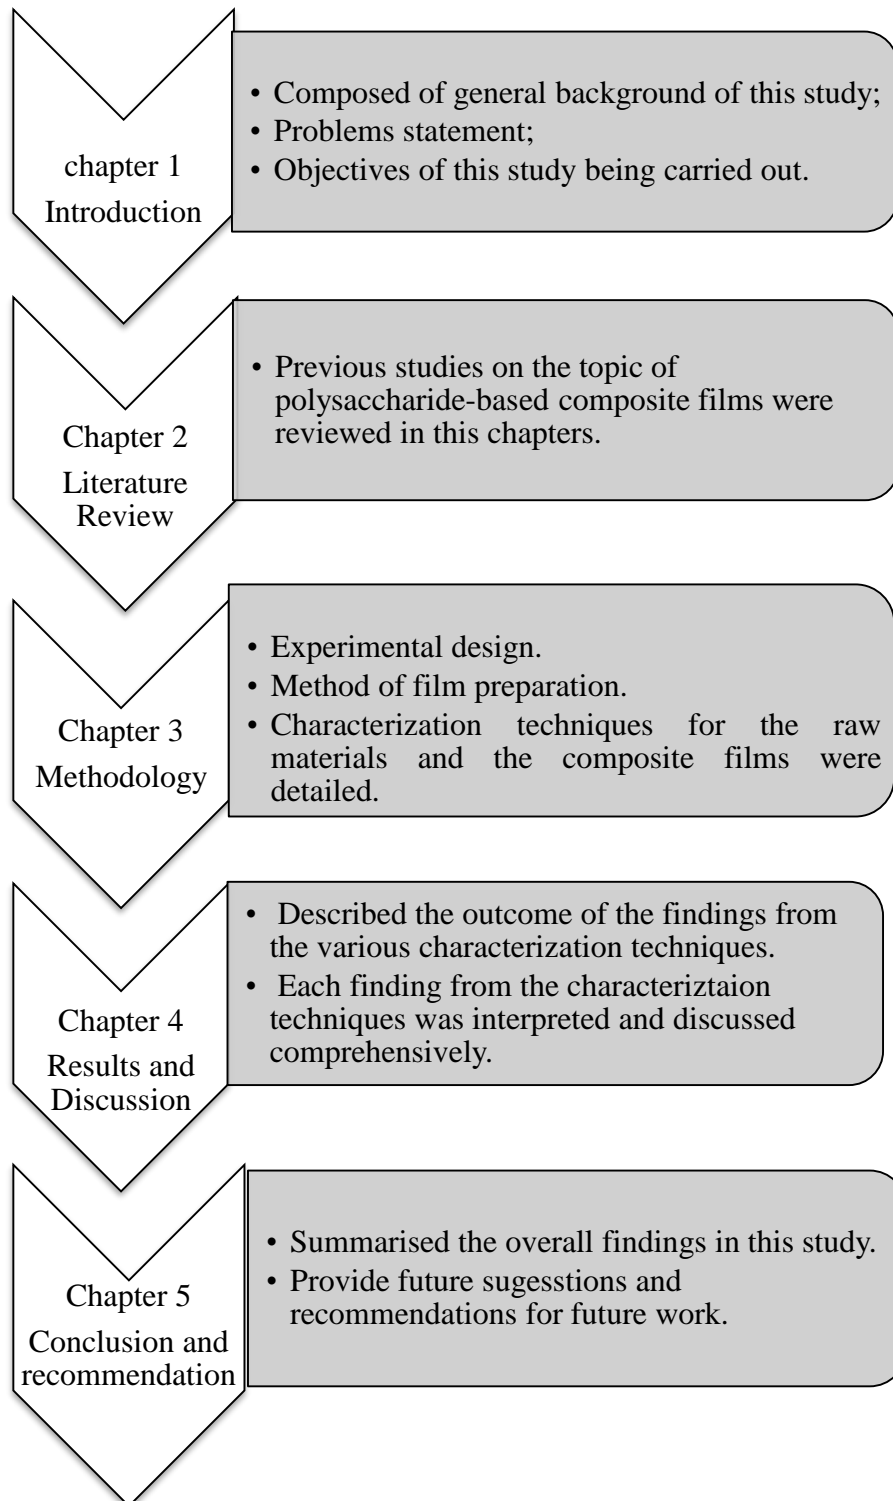 chapter 1
Introduction
• Composed of general background of this study;
• Problems statement;
• Objectives of this study being carried out.
Chapter 2
Literature
Review
• Previous studies on the topic of
polysaccharide-based composite films were
reviewed in this chapters.
Chapter 3
Methodology
• Experimental design.
• Method of film preparation.
• Characterization techniques for the raw
materials and the composite films were
detailed.
Chapter 4
Results and
Discussion
• Described the outcome of the findings from
the various characterization techniques.
• Each finding from the characteriztaion
techniques was interpreted and discussed
comprehensively.
Chapter 5
Conclusion and
recommendation
• Summarised the overall findings in this study.
• Provide future sugesstions and
recommendations for future work.